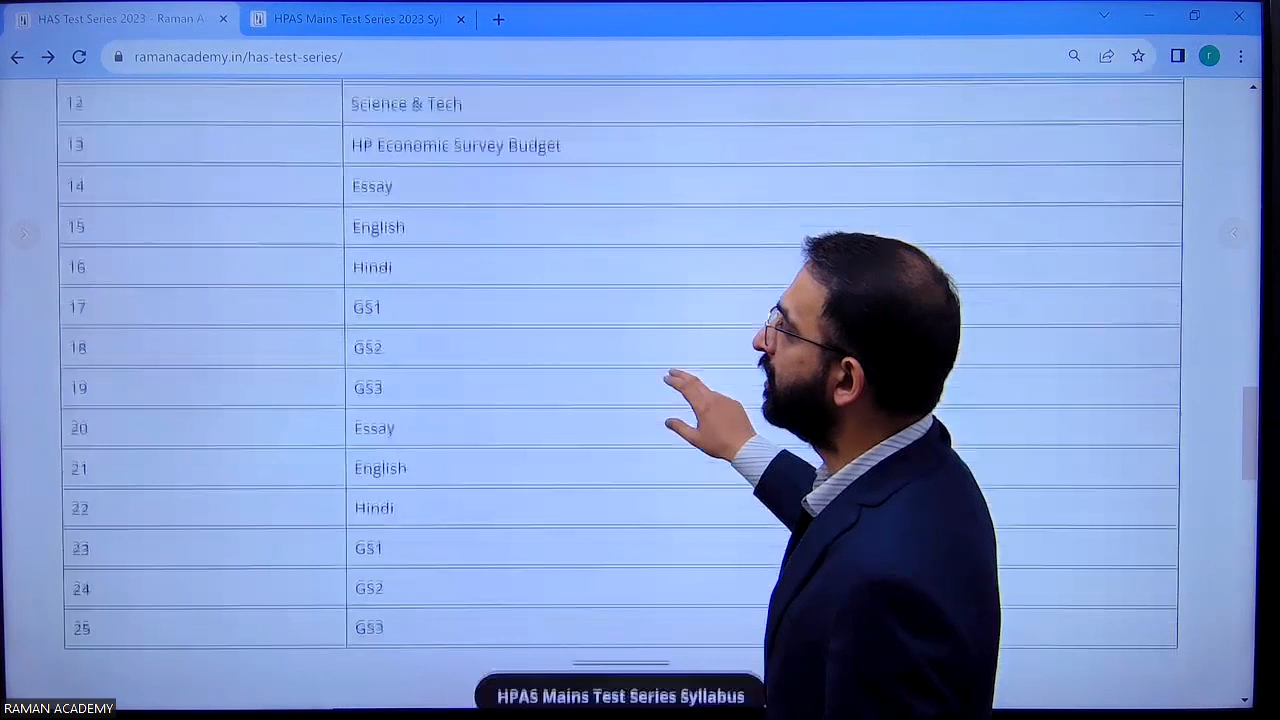 HAS Test Series 2023 - Raman A
HPAS Mains Test Series 2023 Syl
ramanacademy.in/has-test-series/
r
12 Science & Tech
13 HP Economic Survey Budget
14 Essay
15 English
16 Hindi
17 GS1
18 GS2
19 GS3
20 Essay
21 English
22 Hindi
23 GS1
24 GS2
25 GS3
HPAS Mains Test Series Syllabus
RAMAN ACADEMY